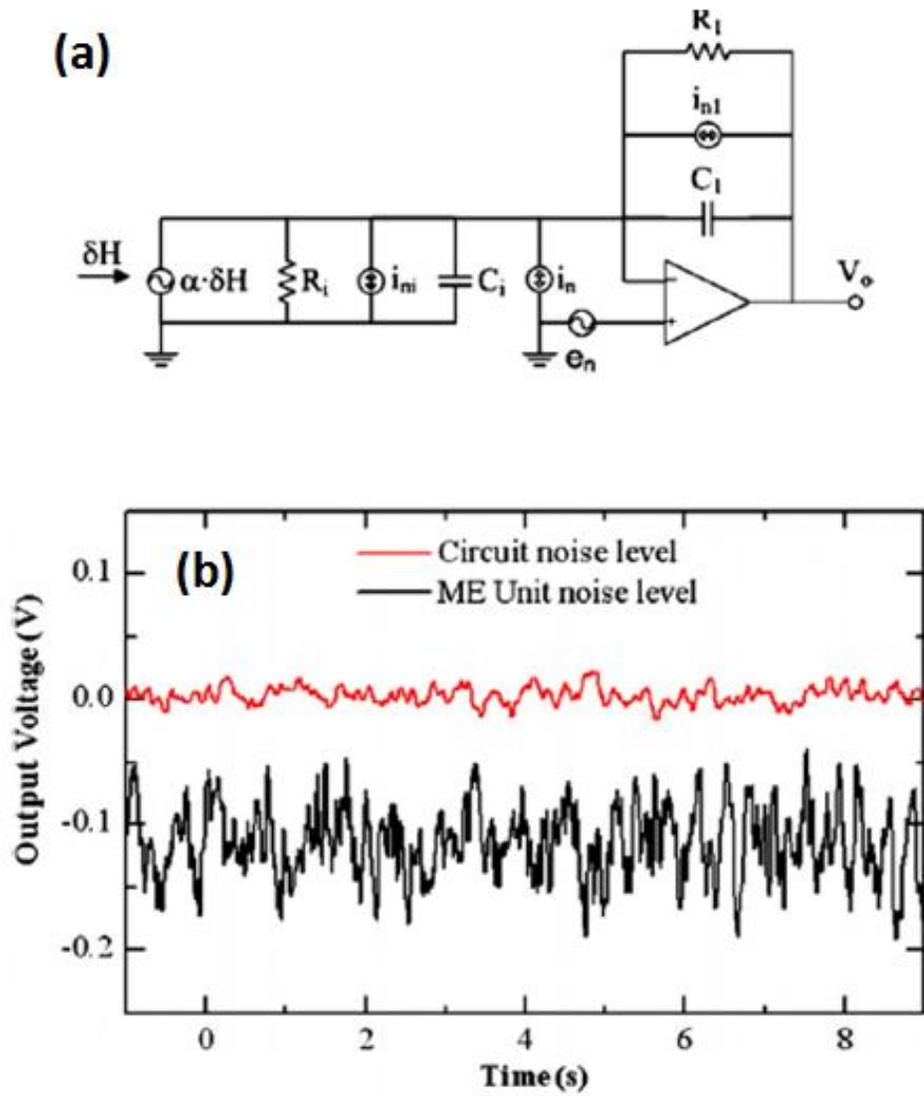 (a)
R1
in1
C1
δH
α·δH
Ri
ini
Ci
in
en
−
+
Vo
(b)
Circuit noise level
ME Unit noise level
Output Voltage (V)
0.1
0.0
-0.1
-0.2
0 2 4 6 8
Time (s)